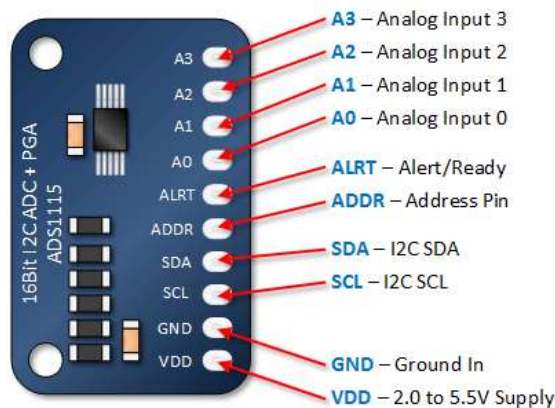 A3
A2
A1
A0
ALRT
ADDR
SDA
SCL
GND
VDD
16Bit I2C ADC + PGA
ADS1115
A3 – Analog Input 3
A2 – Analog Input 2
A1 – Analog Input 1
A0 – Analog Input 0
ALRT – Alert/Ready
ADDR – Address Pin
SDA – I2C SDA
SCL – I2C SCL
GND – Ground In
VDD – 2.0 to 5.5V Supply